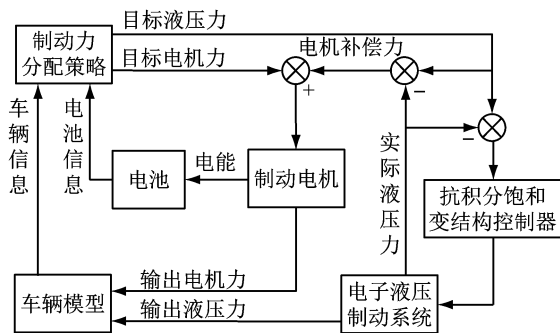 目标液压力
制动力
分配策略
目标电机力
电机补偿力
+
−
−
车辆信息
电池信息
电能
电池
制动电机
实际液压力
抗积分饱和
变结构控制器
输出电机力
车辆模型
输出液压力
电子液压
制动系统